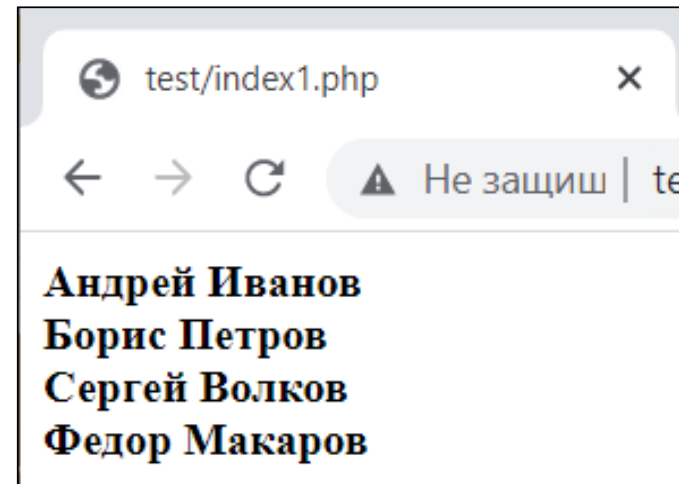 test/index1.php
Не защищ te
Андрей Иванов
Борис Петров
Сергей Волков
Федор Макаров